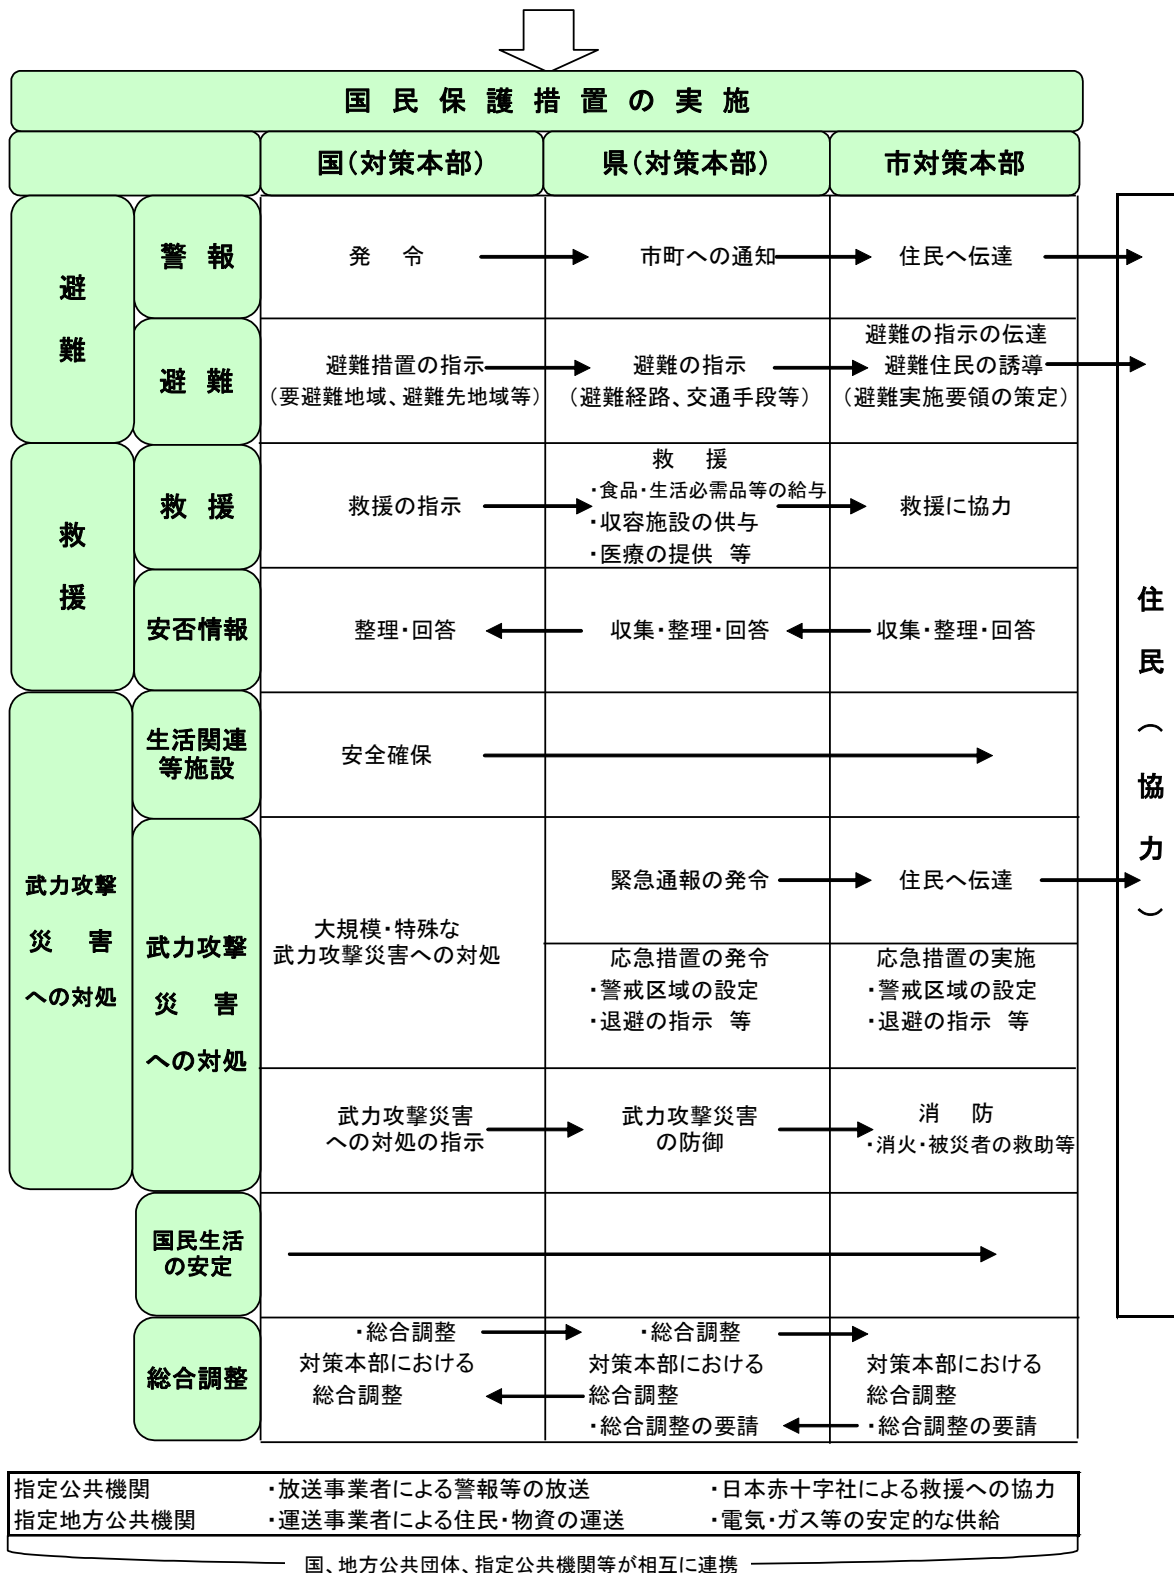 国民保護措置の実施
国(対策本部)
県(対策本部)
市対策本部
避難
警報
発　令
市町への通知
住民へ伝達
避難
避難措置の指示
(要避難地域、避難先地域等)
避難の指示
(避難経路、交通手段等)
避難の指示の伝達
避難住民の誘導
(避難実施要領の策定)
救援
救援
救援の指示
救　援
・食品・生活必需品等の給与
・収容施設の供与
・医療の提供　等
救援に協力
安否情報
整理・回答
収集・整理・回答
収集・整理・回答
武力攻撃
災　害
への対処
生活関連
等施設
安全確保
武力攻撃
災　害
への対処
大規模・特殊な
武力攻撃災害への対処
緊急通報の発令
住民へ伝達
応急措置の発令
・警戒区域の設定
・退避の指示　等
応急措置の実施
・警戒区域の設定
・退避の指示　等
武力攻撃災害
への対処の指示
武力攻撃災害
の防御
消　防
・消火・被災者の救助等
国民生活
の安定
総合調整
・総合調整
対策本部における
総合調整
・総合調整
対策本部における
総合調整
・総合調整の要請
対策本部における
総合調整
・総合調整の要請
住民(協力)
指定公共機関　・放送事業者による警報等の放送　・日本赤十字社による救援への協力
指定地方公共機関　・運送事業者による住民・物資の運送　・電気・ガス等の安定的な供給
国、地方公共団体、指定公共機関等が相互に連携